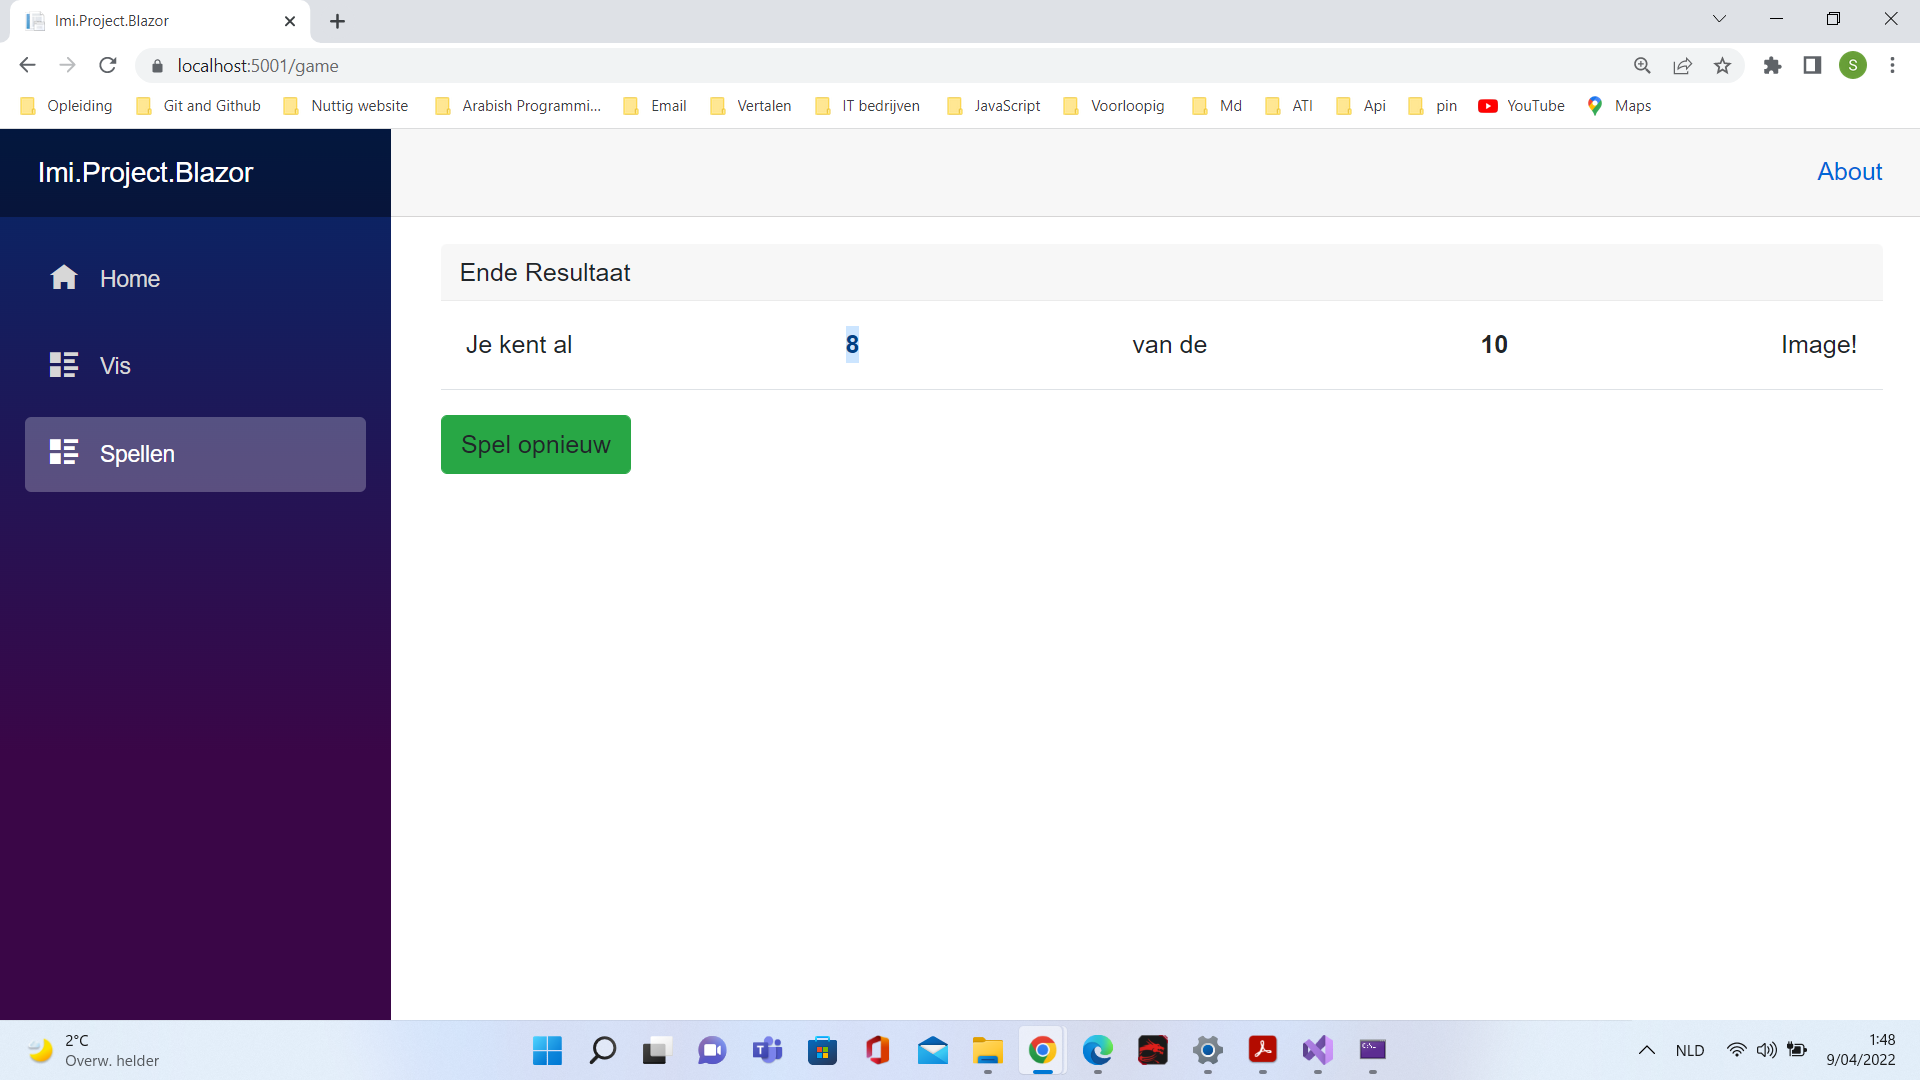 Imi.Project.Blazor
localhost:5001/game
S
Opleiding Git and Github Nuttig website Arabish Programmi... Email Vertalen IT bedrijven JavaScript Voorloopig Md ATI Api pin YouTube Maps
Imi.Project.Blazor
About
Home
Vis
Spellen
Ende Resultaat
Je kent al 8 van de 10 Image!
Spel opnieuw
2°C
Overw. helder
NLD
1:48
9/04/2022